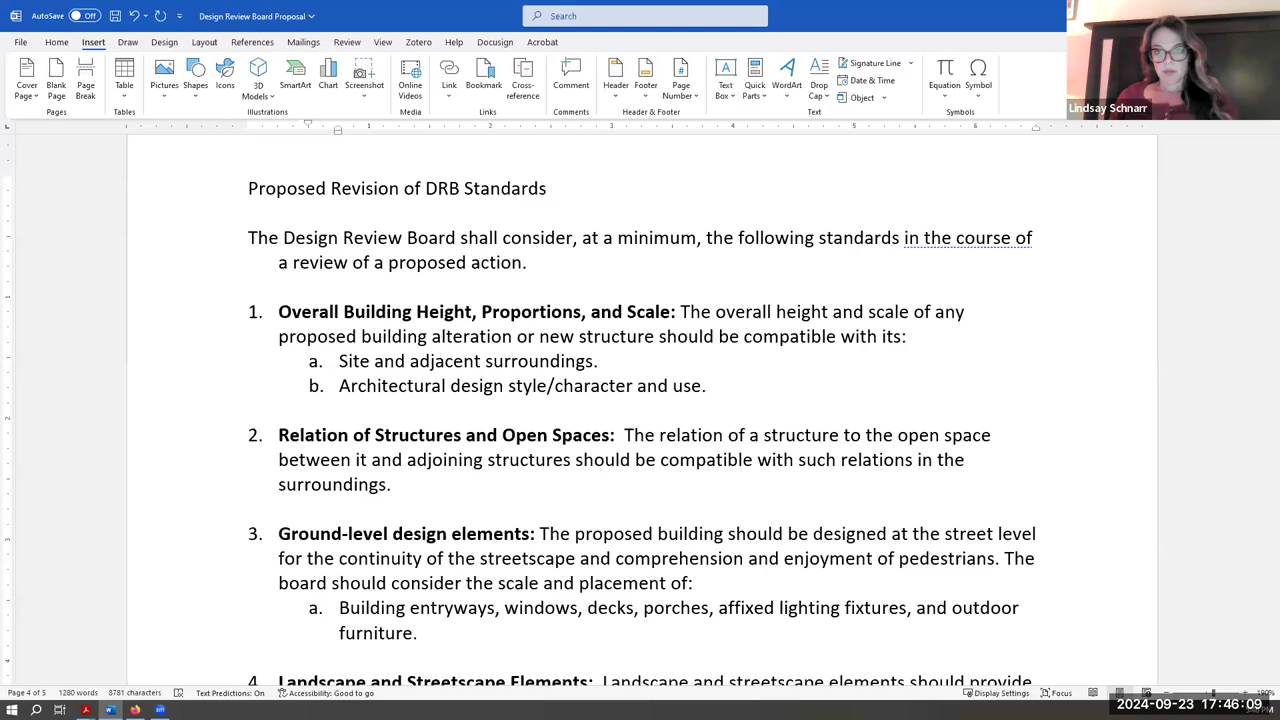 AutoSave Off Design Review Board Proposal Search
File Home Insert Draw Design Layout References Mailings Review View Zotero Help Docusign Acrobat
Cover Page Blank Page Page Break Table Pictures Shapes Icons 3D Models SmartArt Chart Screenshot Online Videos Link Bookmark Cross-reference Comment Header Footer Page Number Text Box Quick Parts WordArt Drop Cap Signature Line Date & Time Object Equation Symbol
Pages Tables Illustrations Media Links Comments Header & Footer Text Symbols
Lindsay Schnarr
1 2 3 4 5 6
Proposed Revision of DRB Standards
The Design Review Board shall consider, at a minimum, the following standards in the course of
a review of a proposed action.
1. Overall Building Height, Proportions, and Scale: The overall height and scale of any
proposed building alteration or new structure should be compatible with its:
a. Site and adjacent surroundings.
b. Architectural design style/character and use.
2. Relation of Structures and Open Spaces: The relation of a structure to the open space
between it and adjoining structures should be compatible with such relations in the
surroundings.
3. Ground-level design elements: The proposed building should be designed at the street level
for the continuity of the streetscape and comprehension and enjoyment of pedestrians. The
board should consider the scale and placement of:
a. Building entryways, windows, decks, porches, affixed lighting fixtures, and outdoor
furniture.
4. Landscape and Streetscape Elements: Landscape and streetscape elements should provide
Page 4 of 5 1280 words 8781 characters Text Predictions: On Accessibility: Good to go Display Settings Focus
2024-09-23 17:46:09